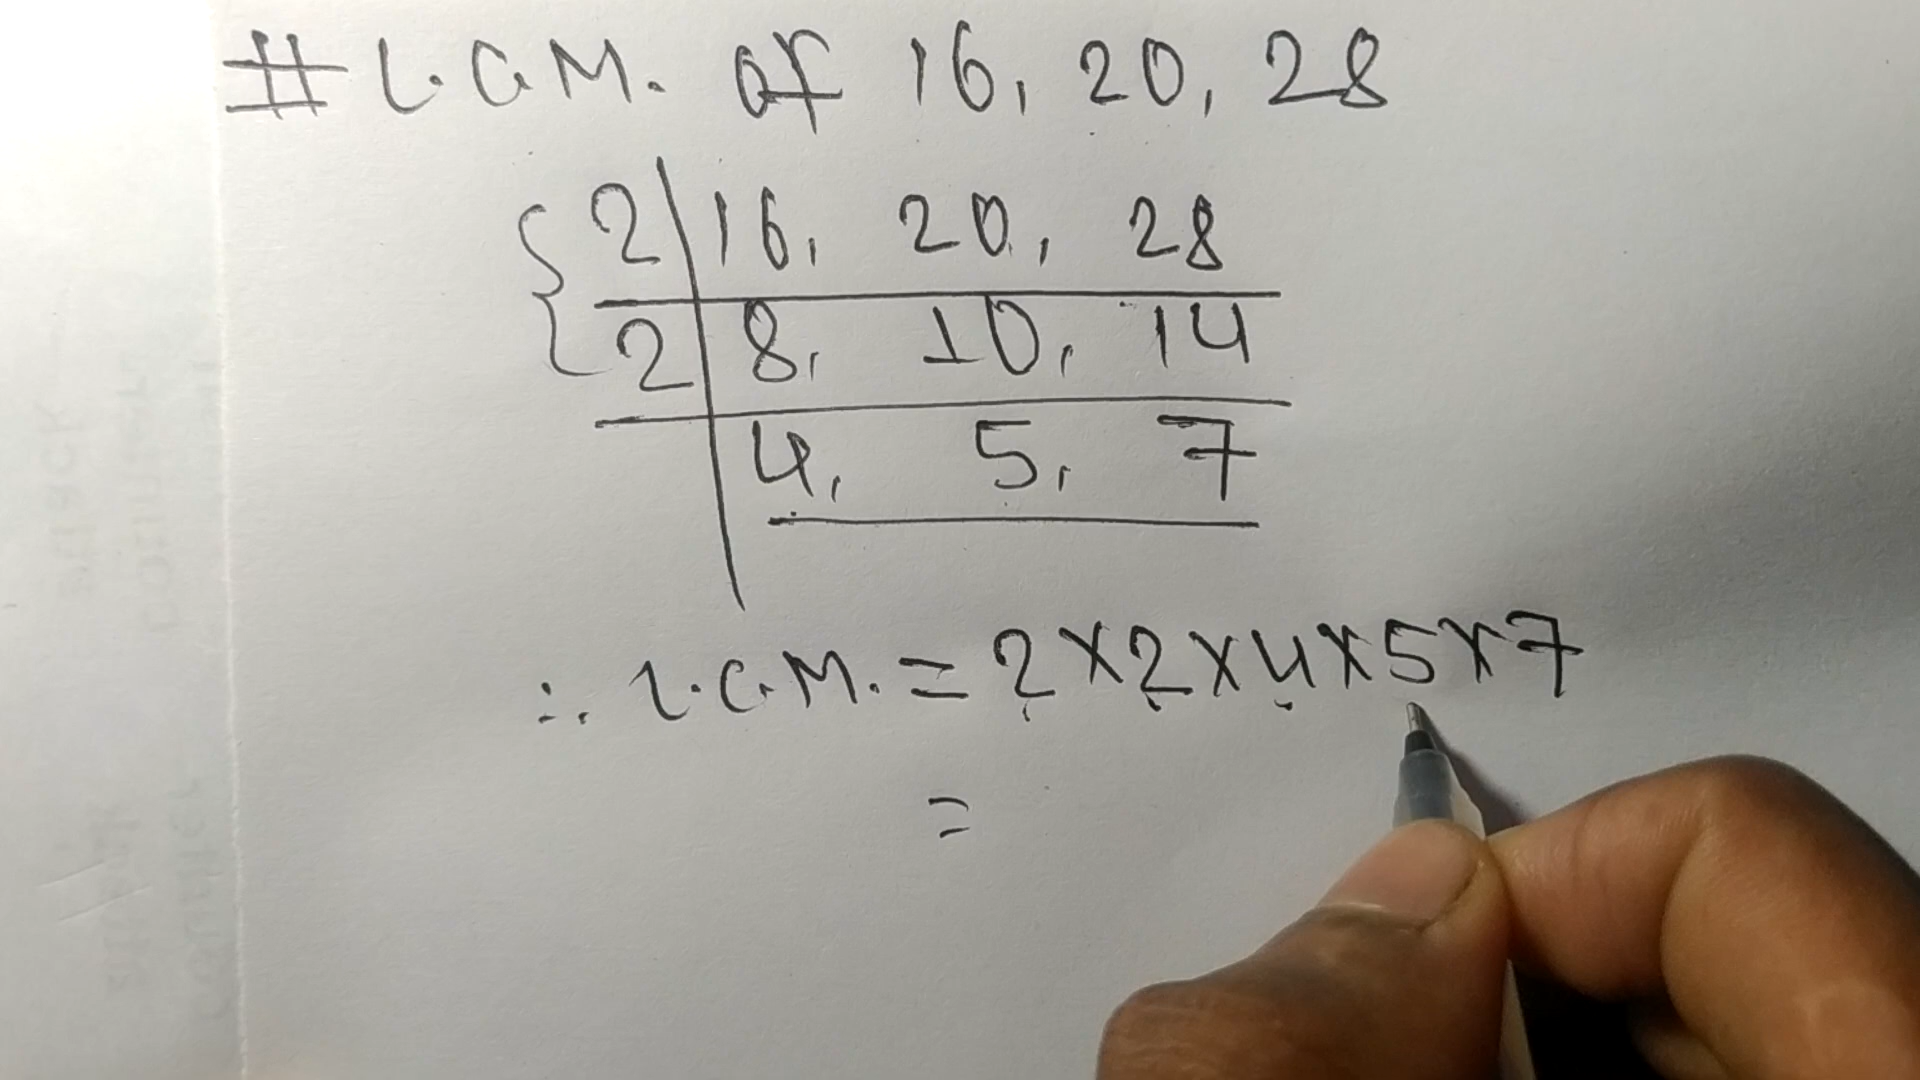 # L.C.M. of 16, 20, 28
2 | 16, 20, 28
2 | 8, 10, 14
4, 5, 7
∴ L.C.M. = 2×2×4×5×7
=